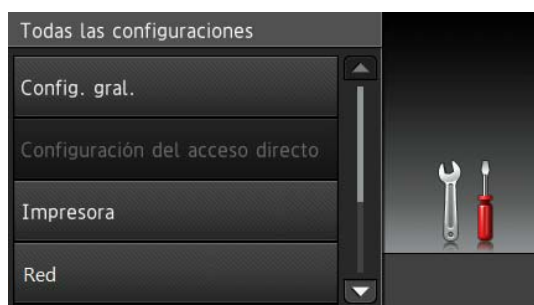 Todas las configuraciones
Config. gral.
Configuración del acceso directo
Impresora
Red